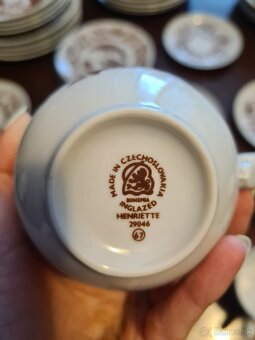 MADE IN CZECHOSLOVAKIA
BOHEMIA
INGLAZED
HENRIETTE
29046
67